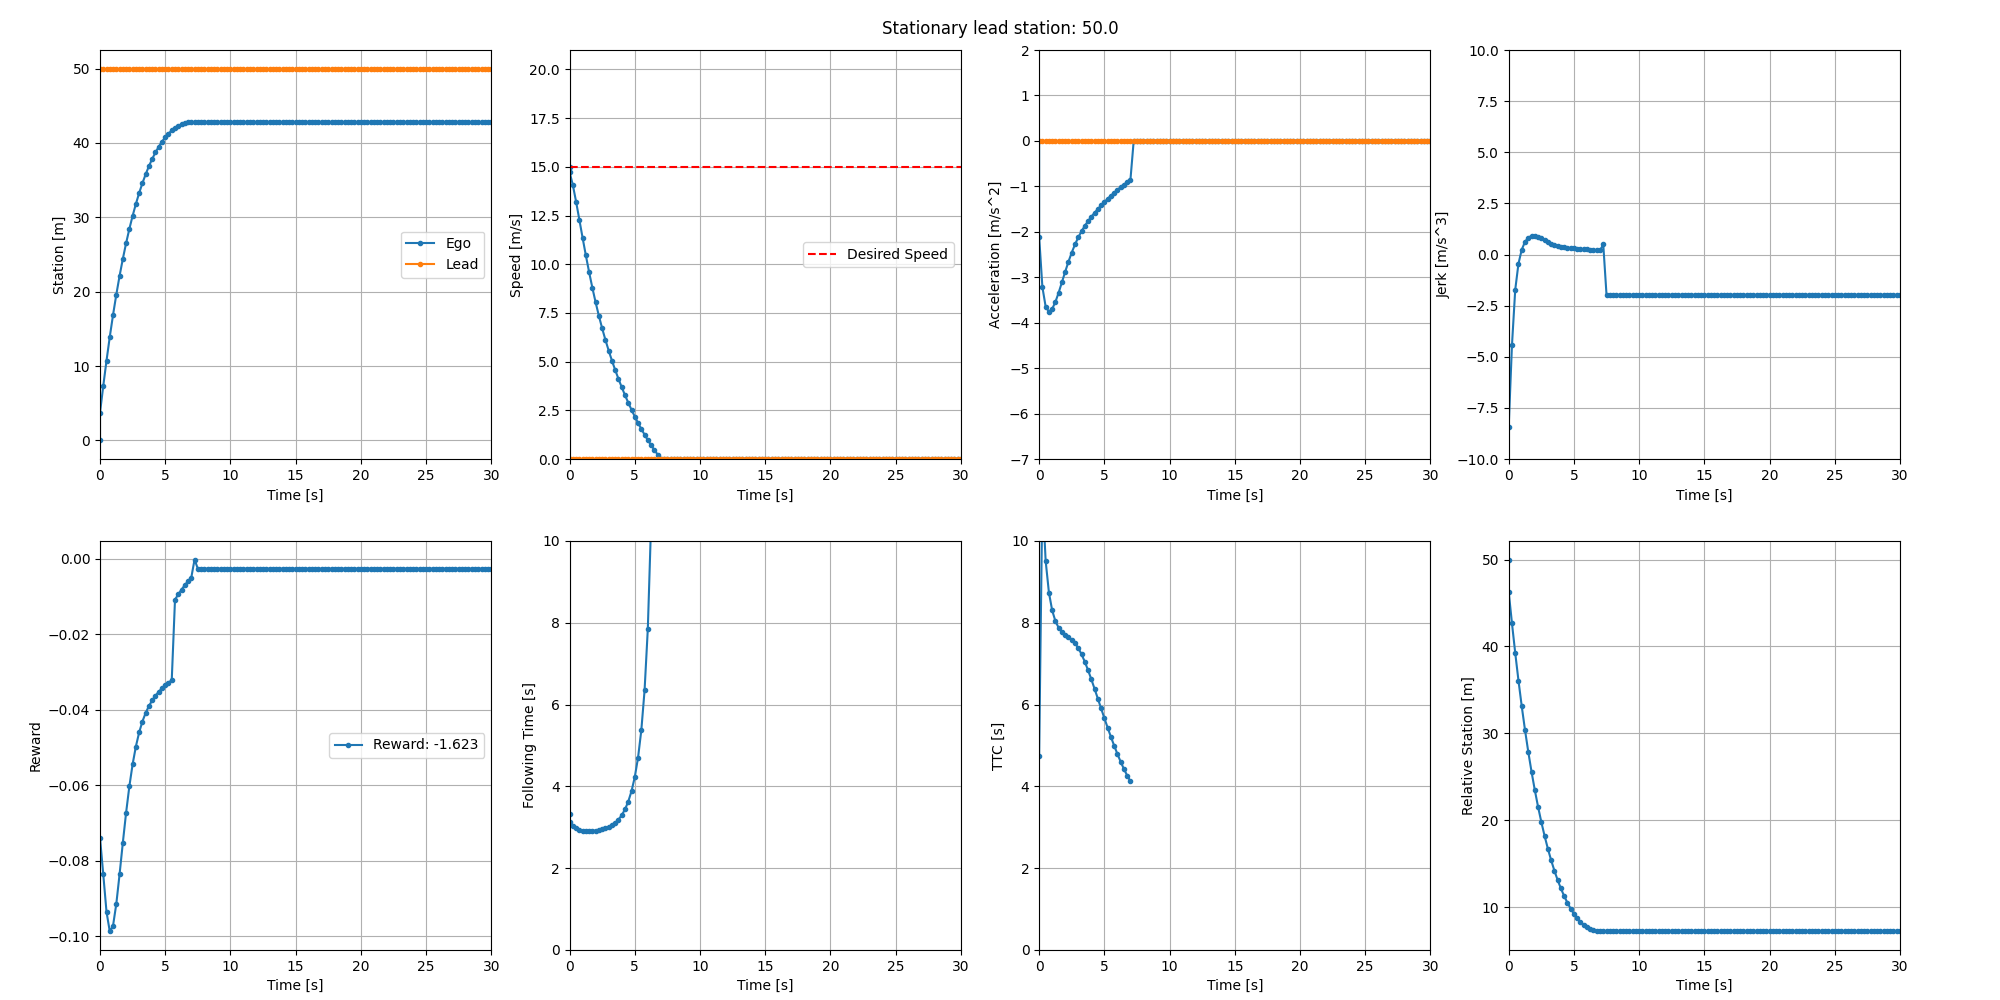 Stationary lead station: 50.0
50
40
30
20
10
0
Station [m]
Ego
Lead
0 5 10 15 20 25 30
Time [s]
20.0
17.5
15.0
12.5
10.0
7.5
5.0
2.5
0.0
Speed [m/s]
Desired Speed
0 5 10 15 20 25 30
Time [s]
2
1
0
−1
−2
−3
−4
−5
−6
−7
Acceleration [m/s^2]
0 5 10 15 20 25 30
Time [s]
10.0
7.5
5.0
2.5
0.0
−2.5
−5.0
−7.5
−10.0
Jerk [m/s^3]
0 5 10 15 20 25 30
Time [s]
0.00
−0.02
−0.04
−0.06
−0.08
−0.10
Reward
Reward: -1.623
0 5 10 15 20 25 30
Time [s]
10
8
6
4
2
0
Following Time [s]
0 5 10 15 20 25 30
Time [s]
10
8
6
4
2
0
TTC [s]
0 5 10 15 20 25 30
Time [s]
50
40
30
20
10
Relative Station [m]
0 5 10 15 20 25 30
Time [s]